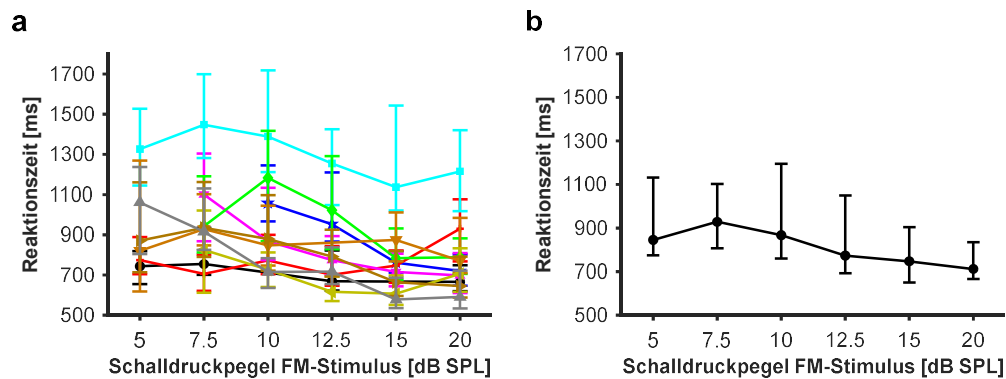 a
b
Reaktionszeit [ms]
1700
1500
1300
1100
900
700
500
5 7.5 10 12.5 15 20
Schalldruckpegel FM-Stimulus [dB SPL]
Reaktionszeit [ms]
1700
1500
1300
1100
900
700
500
5 7.5 10 12.5 15 20
Schalldruckpegel FM-Stimulus [dB SPL]